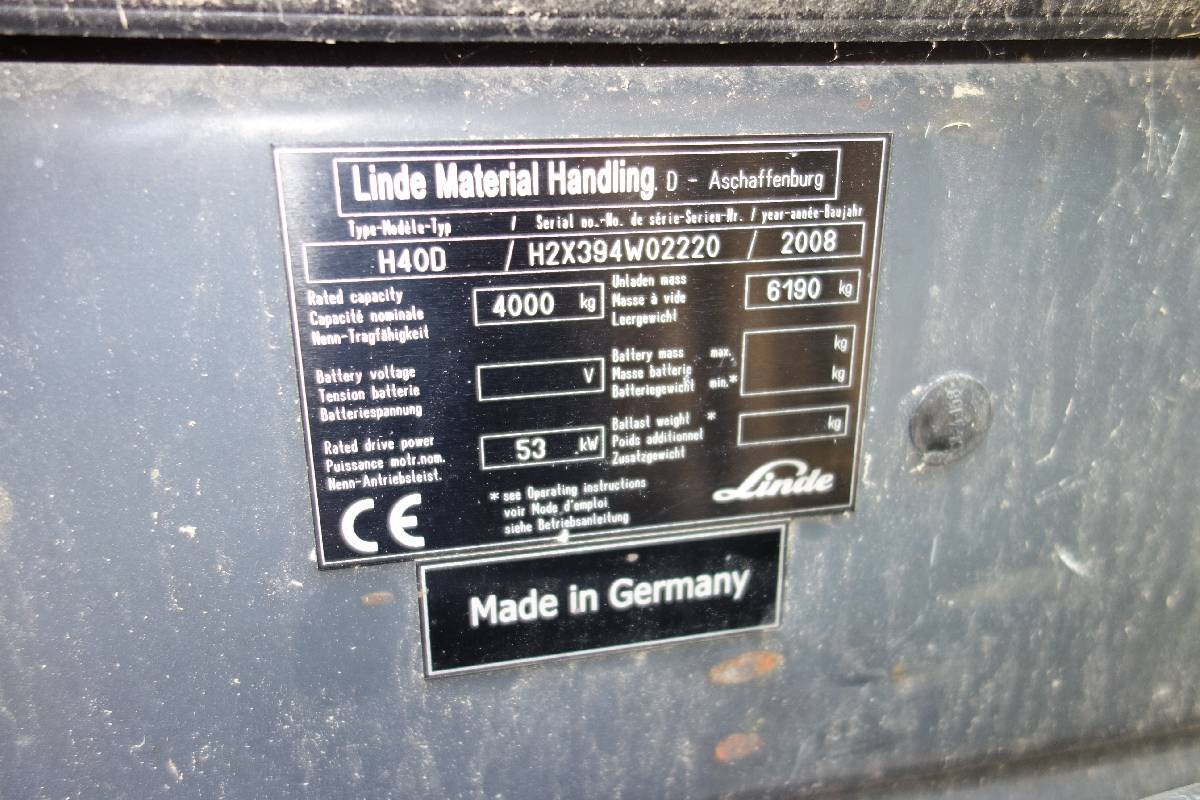 Linde Material Handling. D - Aschaffenburg
Type-Modèle-Typ / Serial no.-No. de série-Serien-Nr. / year-année-Baujahr
H40D / H2X394W02220 / 2008
Rated capacity
Capacité nominale
Nenn-Tragfähigkeit
4000 kg
Unladen mass
Masse à vide
Leergewicht
6190 kg
Battery voltage
Tension batterie
Batteriespannung
V
Battery mass max.
Masse batterie
Batteriegewicht min.*
kg
kg
Rated drive power
Puissance motr.nom.
Nenn-Antriebsleist.
53 kW
Ballast weight *
Poids additionnel
Zusatzgewicht
kg
* see Operating instructions
voir Mode d'emploi
siehe Betriebsanleitung
Linde
CE
Made in Germany